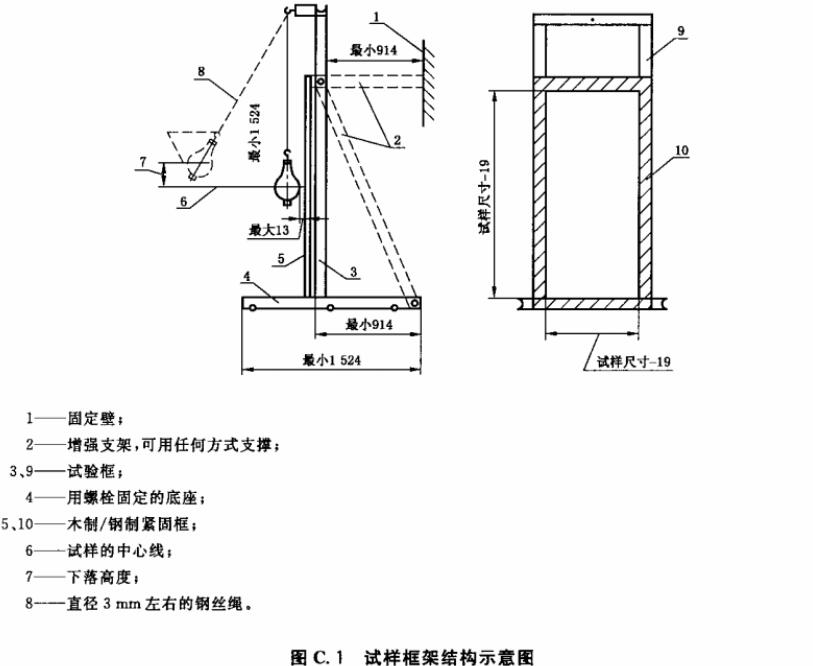 1
9
最小914
8
最小1 524
2
7
10
试样尺寸-19
6
最大13
5
3
4
最小914
最小1 524
试样尺寸-19
1——固定壁；
2——增强支架，可用任何方式支撑；
3、9——试验框；
4——用螺栓固定的底座；
5、10——木制/钢制紧固框；
6——试样的中心线；
7——下落高度；
8——直径 3 mm 左右的钢丝绳。
图 C.1 试样框架结构示意图